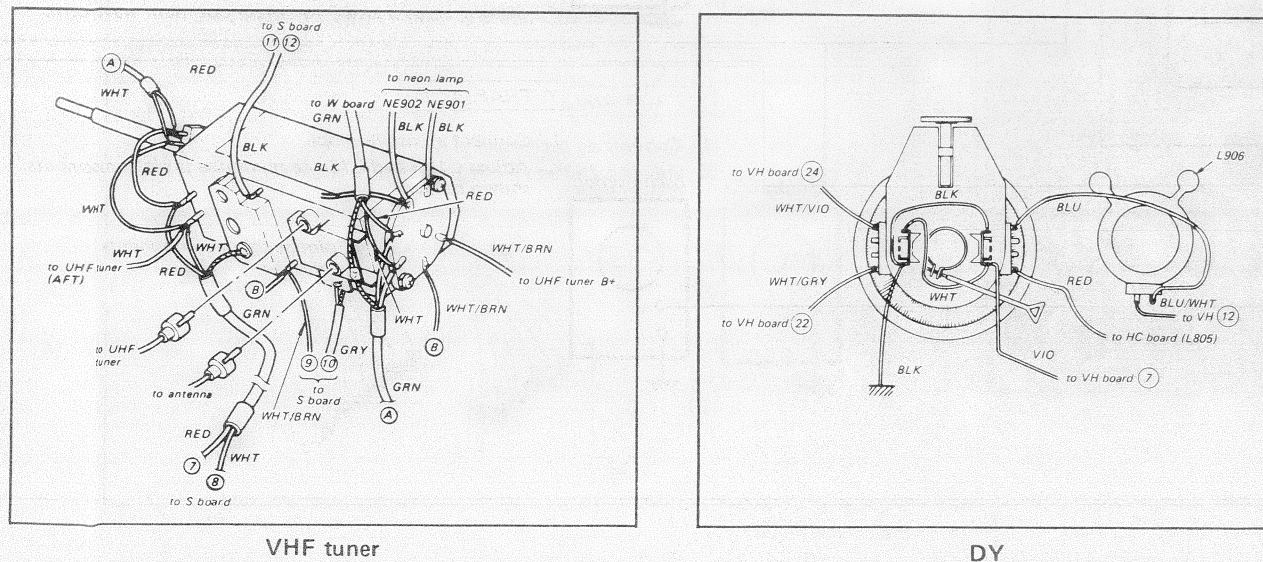 to S board
11 12
A
RED
WHT
to neon lamp
to W board NE902 NE901
GRN
BLK BLK
BLK
BLK
RED
RED
WHT
WHT
WHT
to UHF tuner
(AFT)
RED
WHT/BRN
to UHF tuner B+
B
GRN
WHT
WHT/BRN
to UHF
tuner
9 10
GRY
B
to
S board
to antenna
WHT/BRN
GRN
A
RED
WHT
7
8
to S board
VHF tuner
L906
to VH board 24
BLK
BLU
WHT/VIO
WHT/GRY
WHT
RED
BLU/WHT
to VH 12
to VH board 22
to HC board (L805)
VIO
BLK
to VH board 7
DY